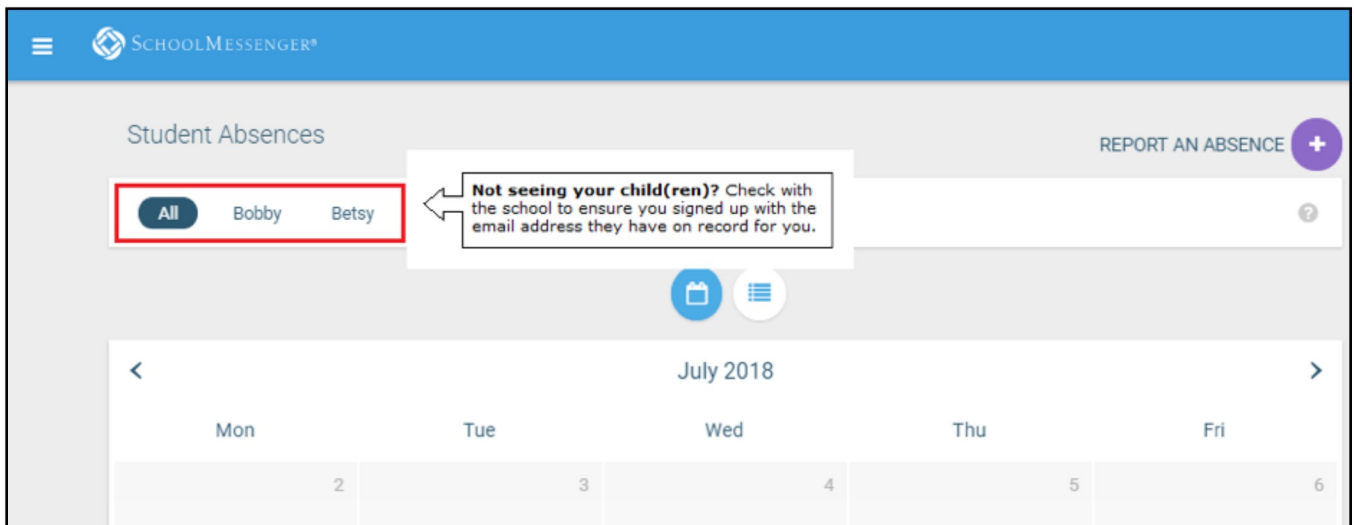 SCHOOLMESSENGER®
Student Absences
REPORT AN ABSENCE +
All Bobby Betsy
Not seeing your child(ren)? Check with
the school to ensure you signed up with the
email address they have on record for you.
?
< July 2018 >
Mon Tue Wed Thu Fri
2 3 4 5 6